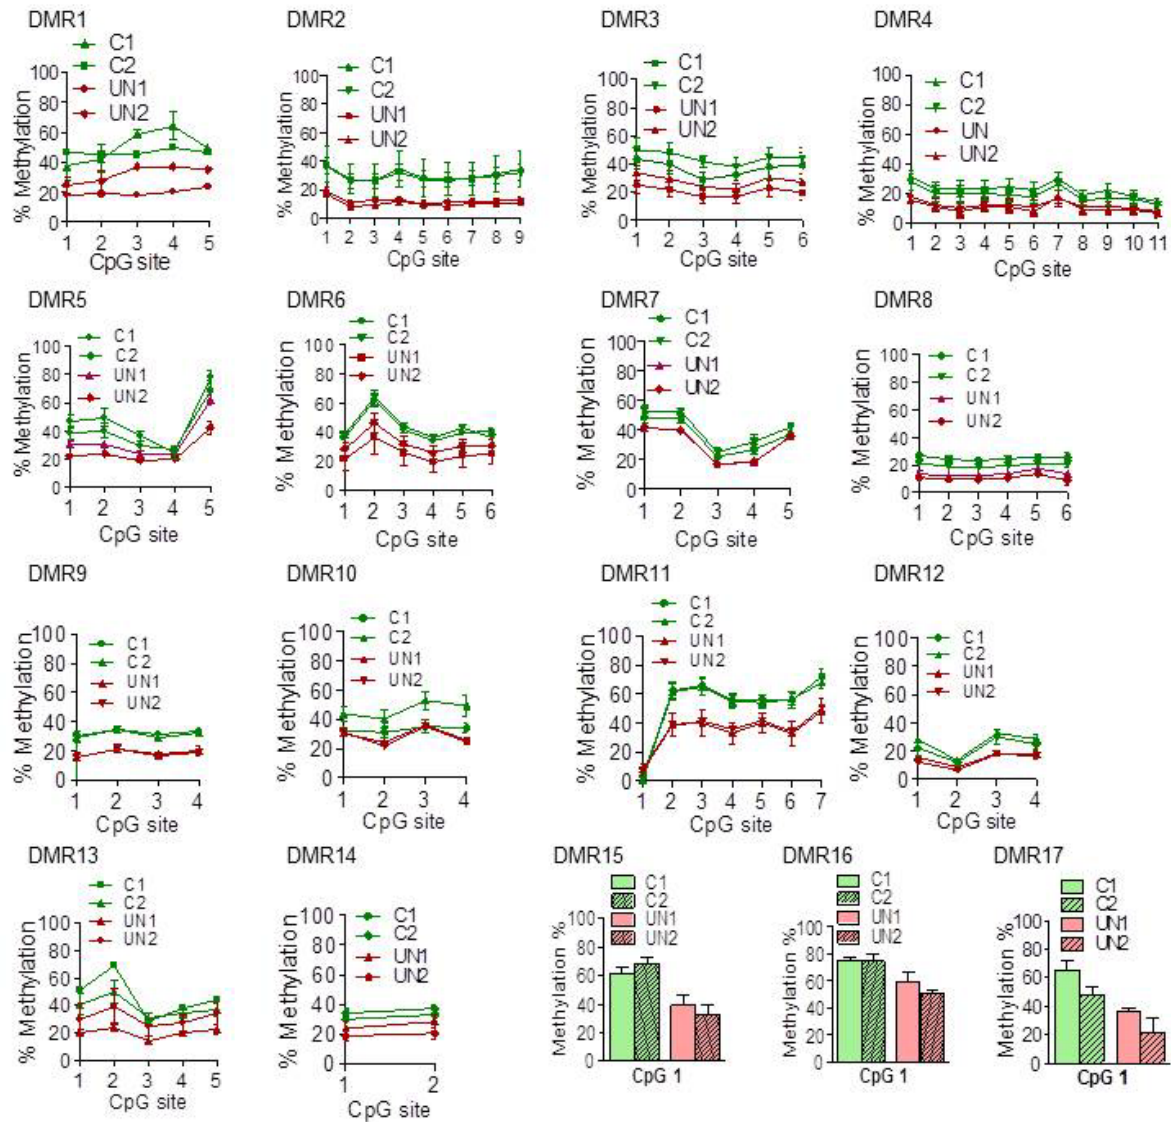 DMR1
C1
C2
UN1
UN2
% Methylation
100
80
60
40
20
0
1 2 3 4 5
CpG site
DMR2
C1
C2
UN1
UN2
% Methylation
100
80
60
40
20
0
1 2 3 4 5 6 7 8 9
CpG site
DMR3
C1
C2
UN1
UN2
% Methylation
100
80
60
40
20
0
1 2 3 4 5 6
CpG site
DMR4
C1
C2
UN
UN2
% Methylation
100
80
60
40
20
0
1 2 3 4 5 6 7 8 9 10 11
CpG site
DMR5
C1
C2
UN1
UN2
% Methylation
100
80
60
40
20
0
1 2 3 4 5
CpG site
DMR6
C1
C2
UN1
UN2
% Methylation
100
80
60
40
20
0
1 2 3 4 5 6
CpG site
DMR7
C1
C2
UN1
UN2
% Methylation
100
80
60
40
20
0
1 2 3 4 5
CpG site
DMR8
C1
C2
UN1
UN2
% Methylation
100
80
60
40
20
0
1 2 3 4 5 6
CpG site
DMR9
C1
C2
UN1
UN2
% Methylation
100
80
60
40
20
0
1 2 3 4
CpG site
DMR10
C1
C2
UN1
UN2
% Methylation
100
80
60
40
20
0
1 2 3 4
CpG site
DMR11
C1
C2
UN1
UN2
% Methylation
100
80
60
40
20
0
1 2 3 4 5 6 7
CpG site
DMR12
C1
C2
UN1
UN2
% Methylation
100
80
60
40
20
0
1 2 3 4
CpG site
DMR13
C1
C2
UN1
UN2
% Methylation
100
80
60
40
20
0
1 2 3 4 5
CpG site
DMR14
C1
C2
UN1
UN2
% Methylation
100
80
60
40
20
0
1 2
CpG site
DMR15
C1
C2
UN1
UN2
Methylation %
100
80
60
40
20
0
CpG 1
DMR16
C1
C2
UN1
UN2
Methylation %
100
80
60
40
20
0
CpG 1
DMR17
C1
C2
UN1
UN2
Methylation %
100
80
60
40
20
0
CpG 1